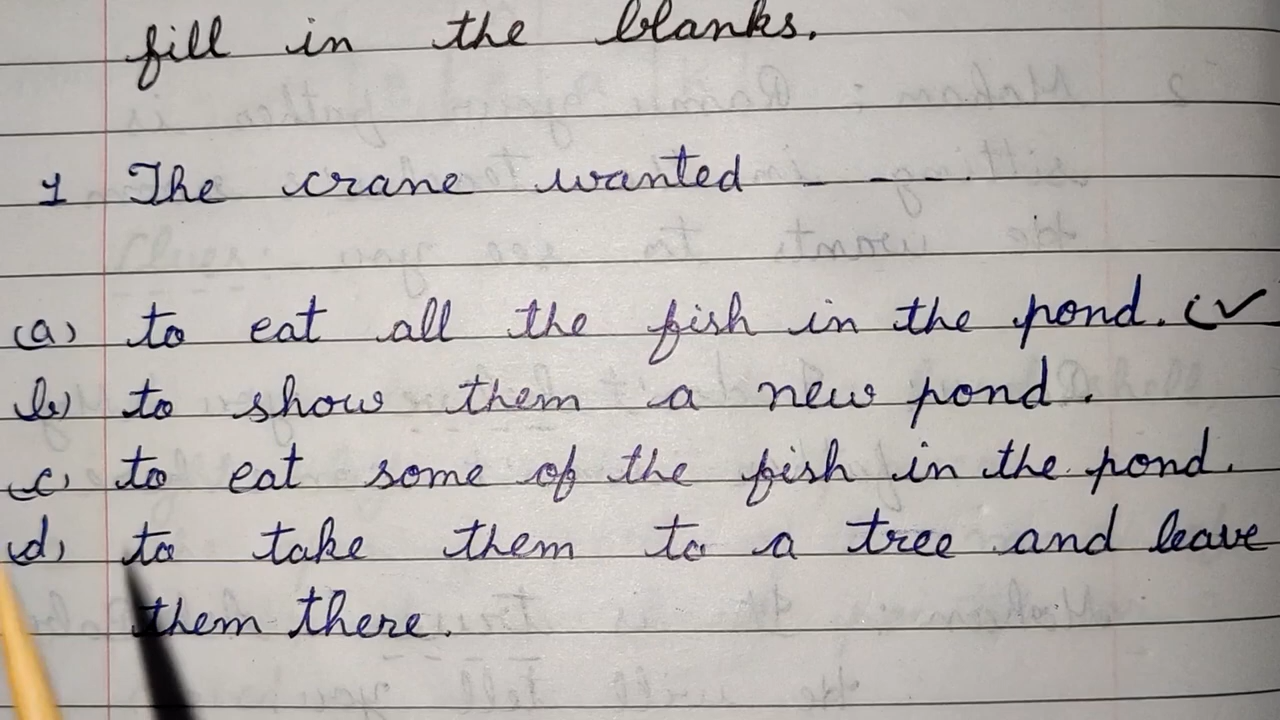 fill in the blanks.
1 The crane wanted - - - -.
(a) to eat all the fish in the pond. (✓
(b) to show them a new pond.
(c) to eat some of the fish in the pond.
(d) to take them to a tree and leave
them there.